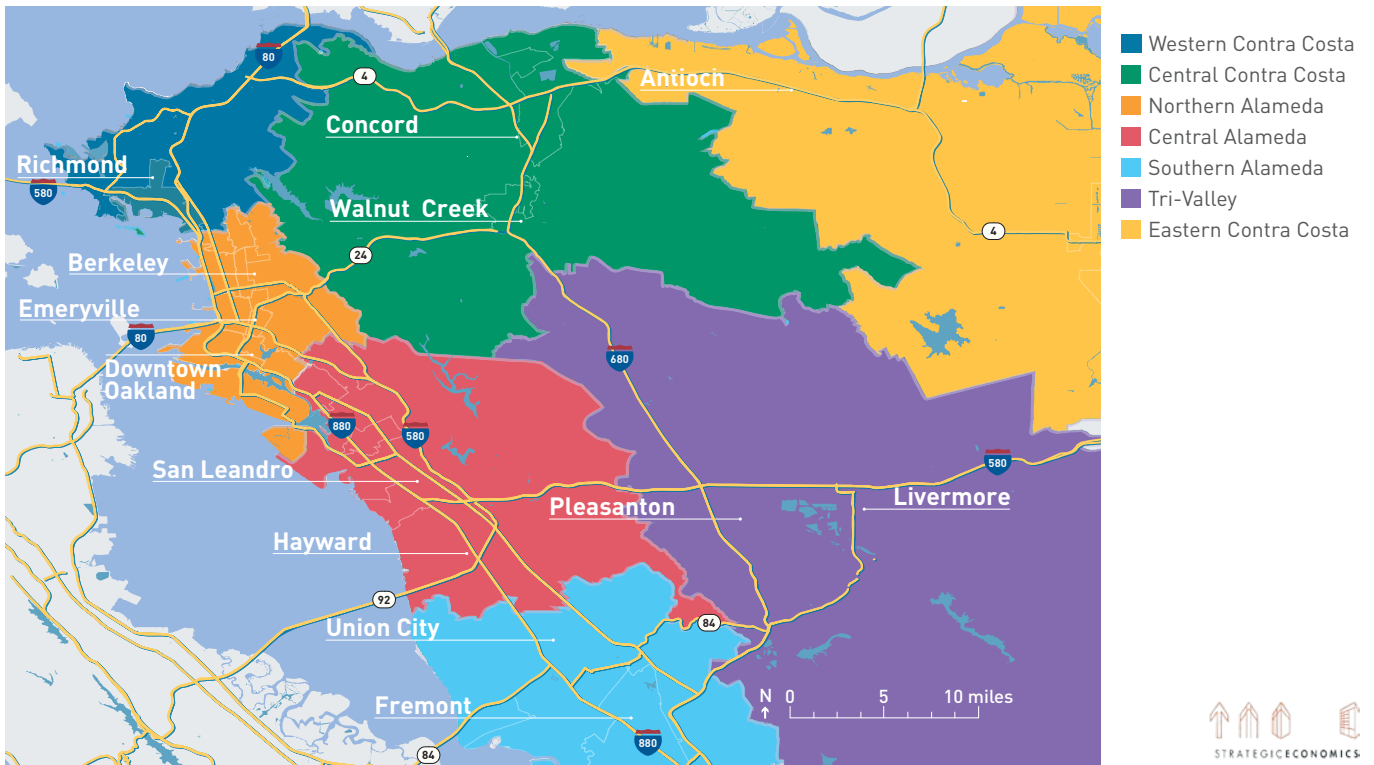 80
4
Antioch
Concord
Richmond
580
Walnut Creek
4
24
Berkeley
Emeryville
80
680
Downtown
Oakland
880
580
San Leandro
580
Livermore
Pleasanton
Hayward
92
84
Union City
N 0 5 10 miles
Fremont
880
84
Western Contra Costa
Central Contra Costa
Northern Alameda
Central Alameda
Southern Alameda
Tri-Valley
Eastern Contra Costa
STRATEGICECONOMICS